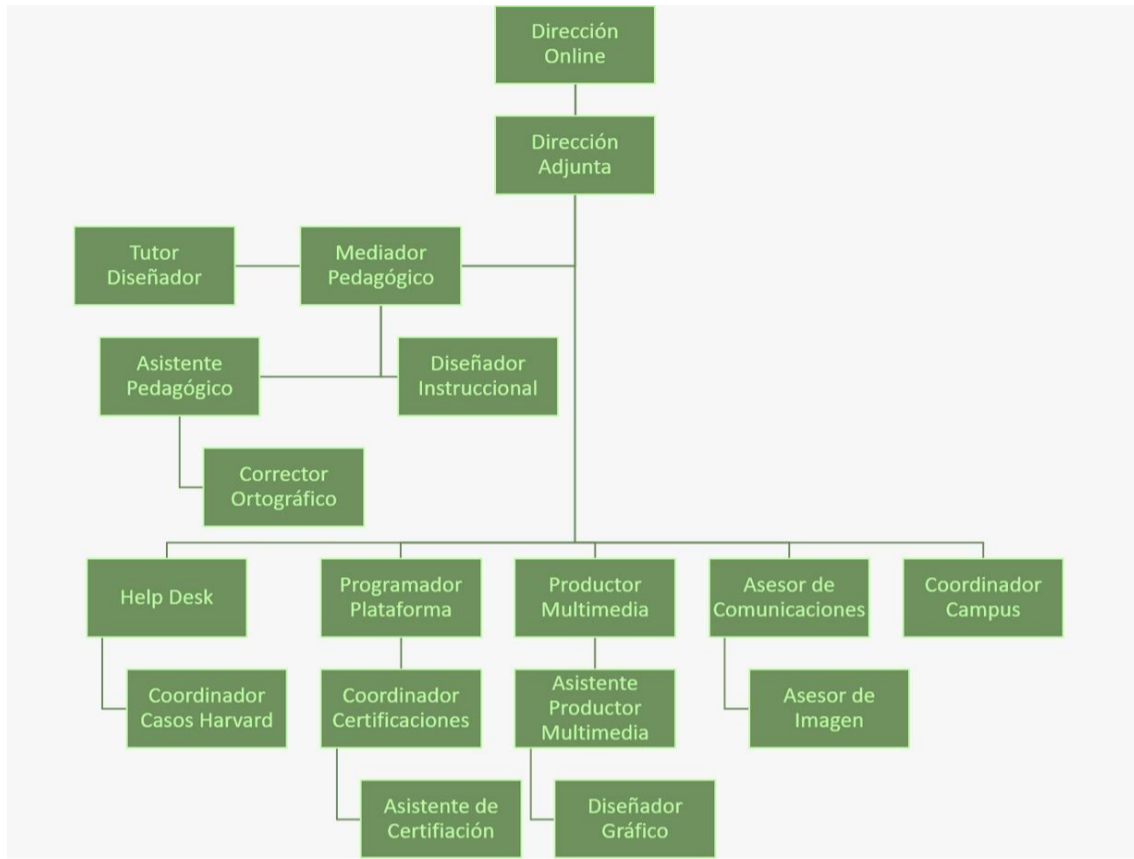 Dirección
Online
Dirección
Adjunta
Tutor
Diseñador
Mediador
Pedagógico
Asistente
Pedagógico
Diseñador
Instruccional
Corrector
Ortográfico
Help Desk
Programador
Plataforma
Productor
Multimedia
Asesor de
Comunicaciones
Coordinador
Campus
Coordinador
Casos Harvard
Coordinador
Certificaciones
Asistente
Productor
Multimedia
Asesor de
Imagen
Asistente de
Certifiación
Diseñador
Gráfico